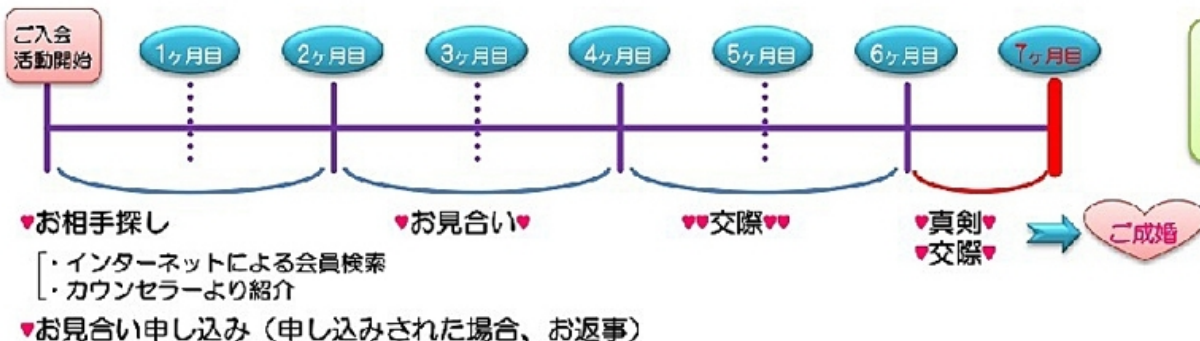 ご入会
活動開始
1ヶ月目
2ヶ月目
3ヶ月目
4ヶ月目
5ヶ月目
6ヶ月目
7ヶ月目
♥お相手探し
・インターネットによる会員検索
・カウンセラーより紹介
♥お見合い♥
♥♥交際♥♥
♥真剣♥
♥交際♥
ご成婚
♥お見合い申し込み（申し込みされた場合、お返事）